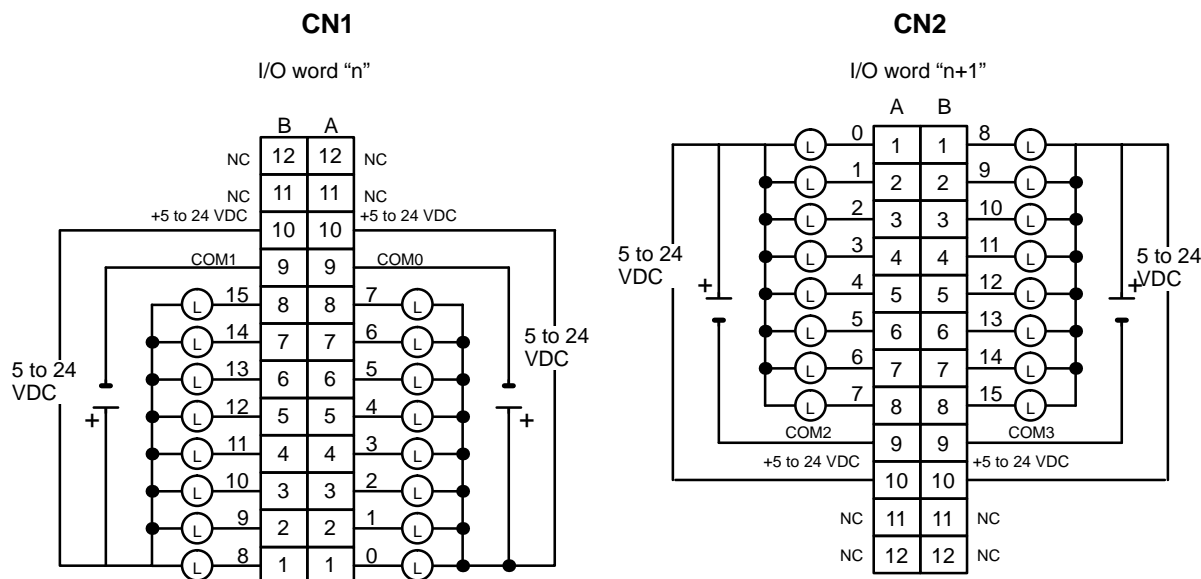 CN1
I/O word “n”
B A
NC 12 12 NC
NC 11 11 NC
+5 to 24 VDC 10 10 +5 to 24 VDC
COM1 9 9 COM0
L 15 8 8 7 L
L 14 7 7 6 L
L 13 6 6 5 L
L 12 5 5 4 L
L 11 4 4 3 L
L 10 3 3 2 L
L 9 2 2 1 L
L 8 1 1 0 L
5 to 24
VDC
+
5 to 24
VDC
+
CN2
I/O word “n+1”
A B
L 0 1 1 8 L
L 1 2 2 9 L
L 2 3 3 10 L
L 3 4 4 11 L
L 4 5 5 12 L
L 5 6 6 13 L
L 6 7 7 14 L
L 7 8 8 15 L
COM2 9 9 COM3
+5 to 24 VDC 10 10 +5 to 24 VDC
NC 11 11 NC
NC 12 12 NC
5 to 24
VDC
+
5 to 24
VDC
+